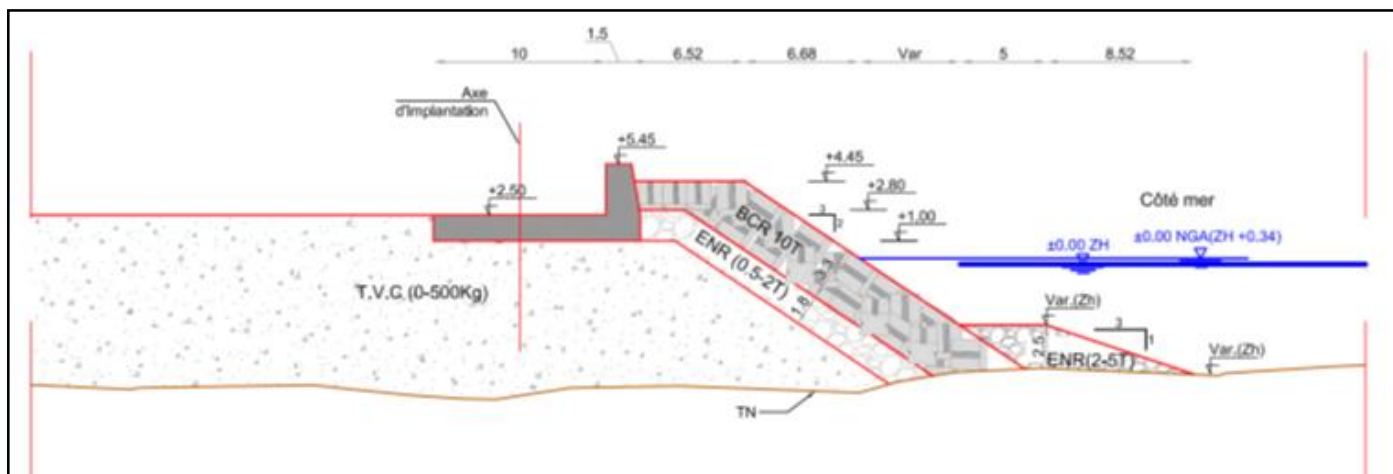 1.5
10
6.52
6.68
Var
5
8.52
Axe
d'implantation
+5.45
+4.45
+2.50
+2.80
+1.00
3
2
Côté mer
±0.00 ZH
±0.00 NGA(ZH +0.34)
BCR 10T
3.3
ENR (0.5-2T)
1.8
T.V.C (0-500Kg)
Var.(Zh)
3
1
2.5
ENR(2-5T)
Var.(Zh)
TN